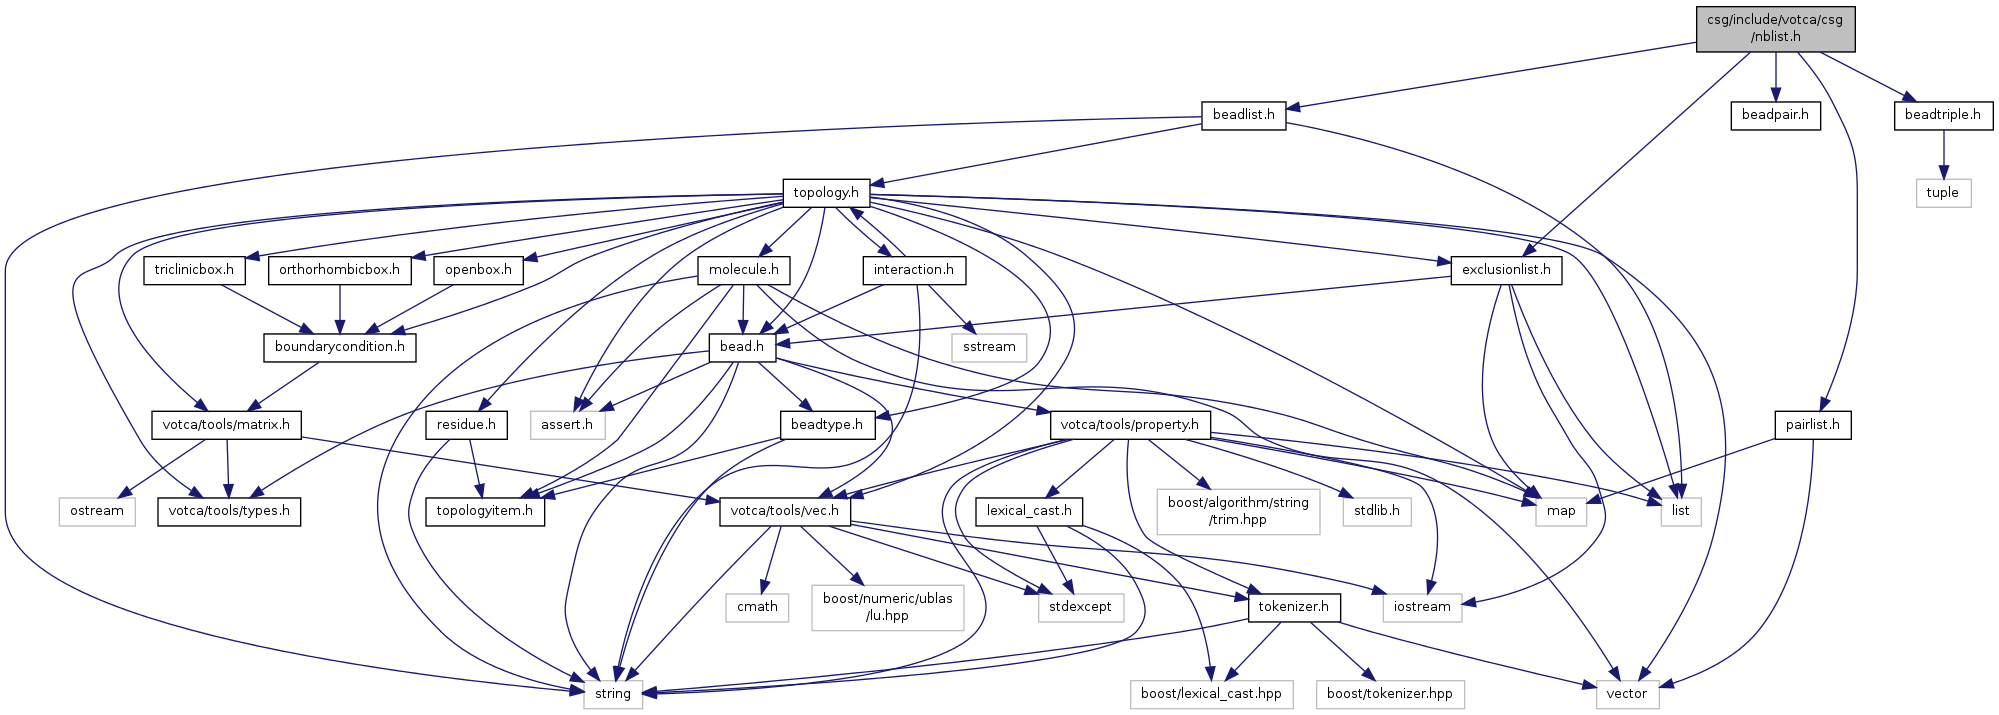 csg/include/votca/csg
/nblist.h
beadlist.h
beadpair.h
beadtriple.h
topology.h
tuple
triclinicbox.h
orthorhombicbox.h
openbox.h
molecule.h
interaction.h
exclusionlist.h
boundarycondition.h
bead.h
sstream
votca/tools/matrix.h
residue.h
assert.h
beadtype.h
votca/tools/property.h
pairlist.h
ostream
votca/tools/types.h
topologyitem.h
votca/tools/vec.h
lexical_cast.h
boost/algorithm/string
/trim.hpp
stdlib.h
map
list
cmath
boost/numeric/ublas
/lu.hpp
stdexcept
tokenizer.h
iostream
string
boost/lexical_cast.hpp
boost/tokenizer.hpp
vector